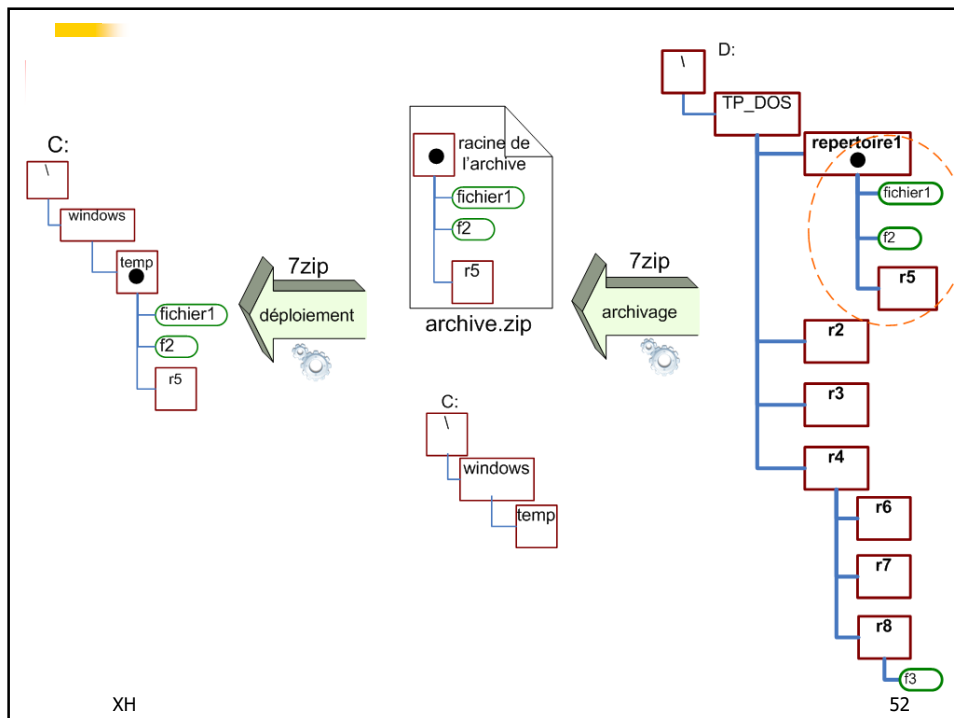 C:
\
windows
temp
fichier1
f2
r5
7zip
déploiement
racine de
l'archive
fichier1
f2
r5
archive.zip
7zip
archivage
C:
\
windows
temp
D:
\
TP_DOS
repertoire1
fichier1
f2
r5
r2
r3
r4
r6
r7
r8
f3
XH
52